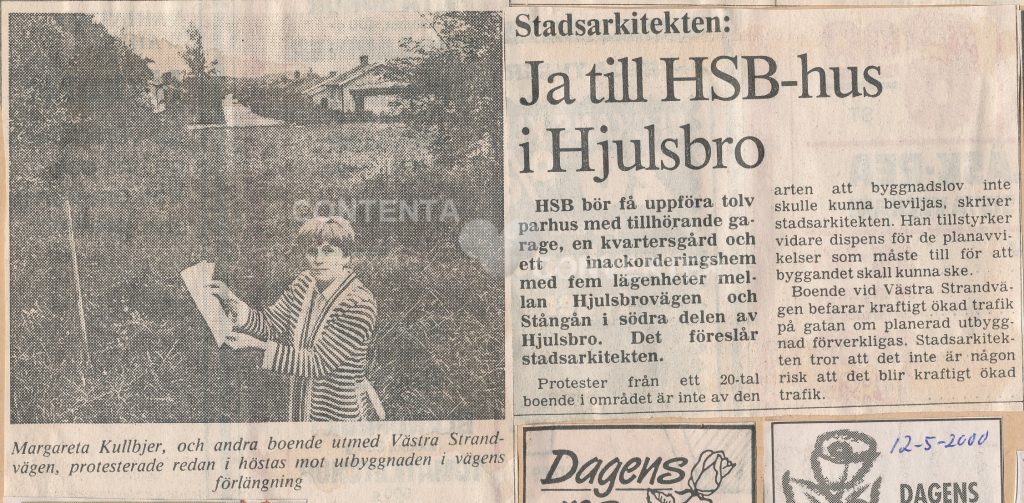 Margareta Kullbjer, och andra boende utmed Västra Strand-
vägen, protesterade redan i höstas mot utbyggnaden i vägens
förlängning
Stadsarkitekten:
Ja till HSB-hus
i Hjulsbro
HSB bör få uppföra tolv
parhus med tillhörande ga-
rage, en kvartersgård och
ett inackorderingshem
med fem lägenheter mel-
lan Hjulsbrovägen och
Stångån i södra delen av
Hjulsbro. Det föreslår
stadsarkitekten.
Protester från ett 20-tal
boende i området är inte av den
arten att byggnadslov inte
skulle kunna beviljas, skriver
stadsarkitekten. Han tillstyrker
vidare dispens för de planavvi-
kelser som måste till för att
byggandet skall kunna ske.
Boende vid Västra Strandvä-
gen befarar kraftigt ökad trafik
på gatan om planerad utbygg-
nad förverkligas. Stadsarkitek-
ten tror att det inte är någon
risk att det blir kraftigt ökad
trafik.
Dagens
12-5-2000
DAGENS
CONTENTA